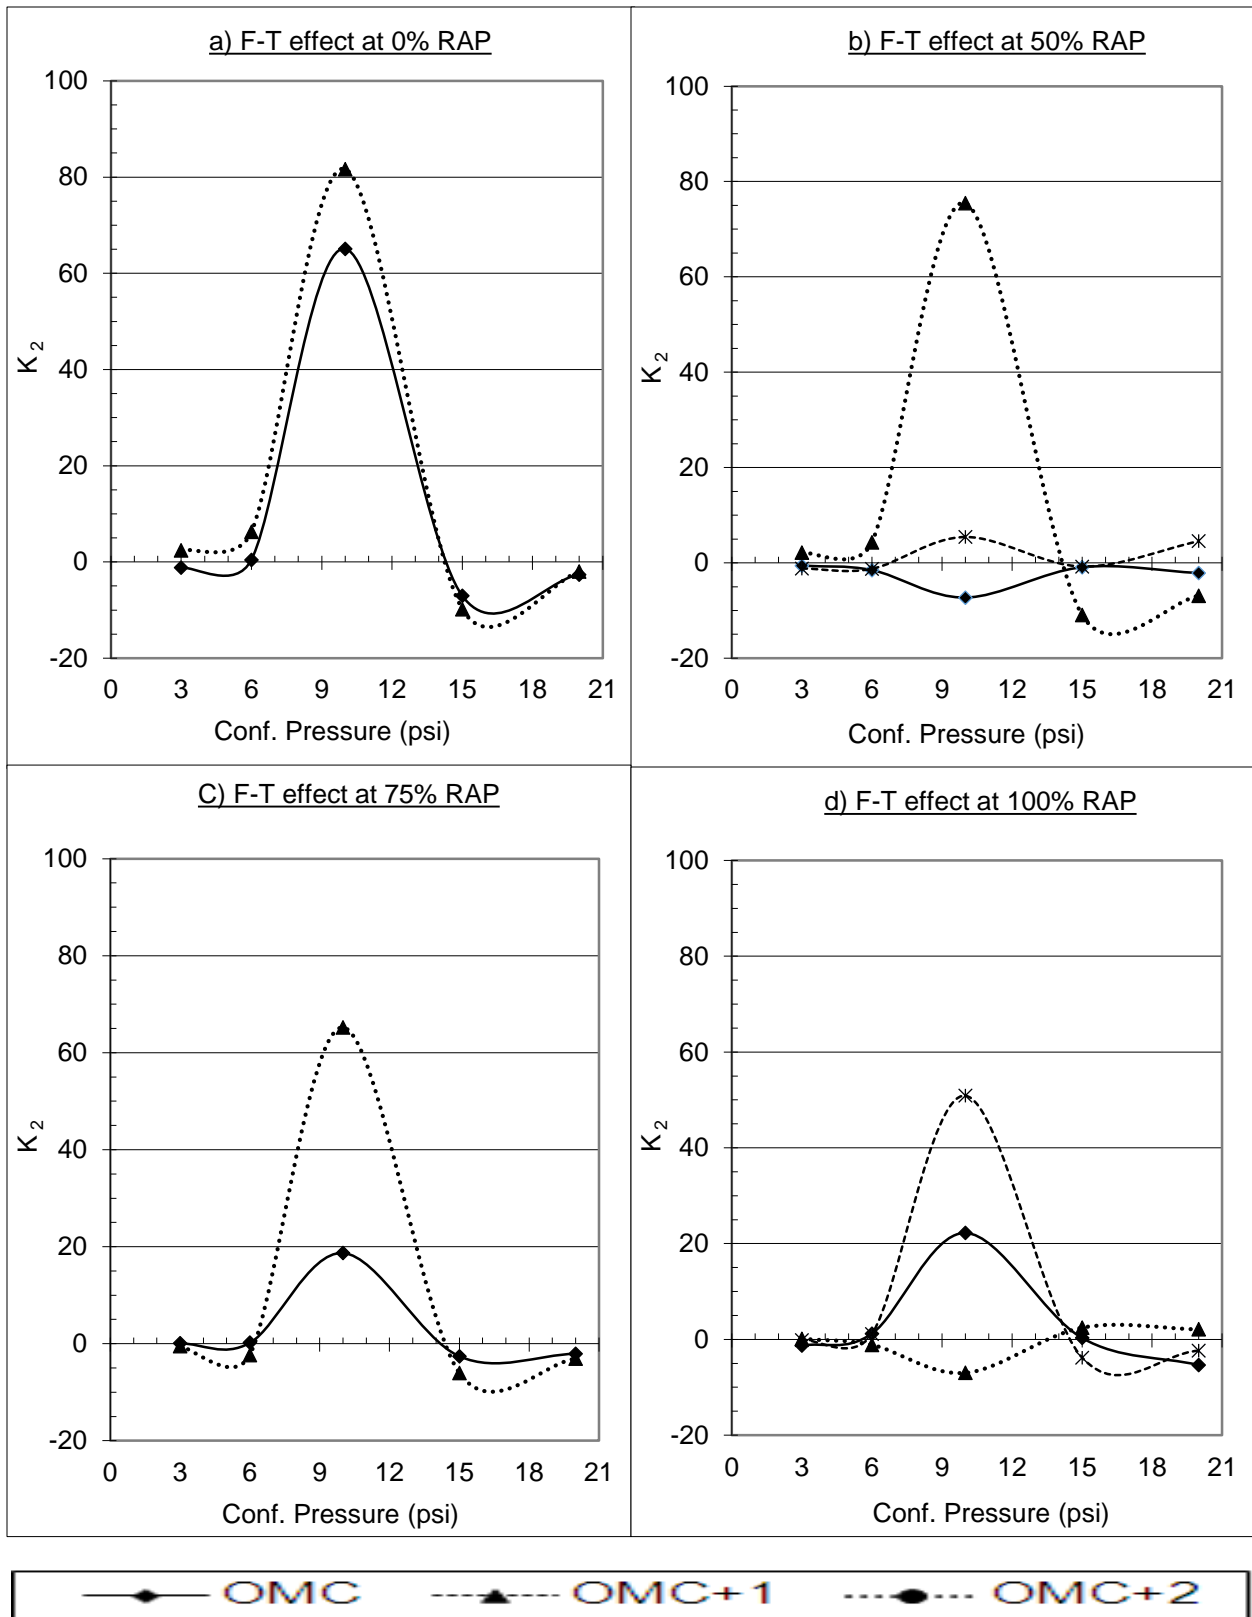 a) F-T effect at 0% RAP
100
80
60
40
20
0
-20
K2
0 3 6 9 12 15 18 21
Conf. Pressure (psi)
b) F-T effect at 50% RAP
100
80
60
40
20
0
-20
K2
0 3 6 9 12 15 18 21
Conf. Pressure (psi)
C) F-T effect at 75% RAP
100
80
60
40
20
0
-20
K2
0 3 6 9 12 15 18 21
Conf. Pressure (psi)
d) F-T effect at 100% RAP
100
80
60
40
20
0
-20
K2
0 3 6 9 12 15 18 21
Conf. Pressure (psi)
OMC OMC+1 OMC+2